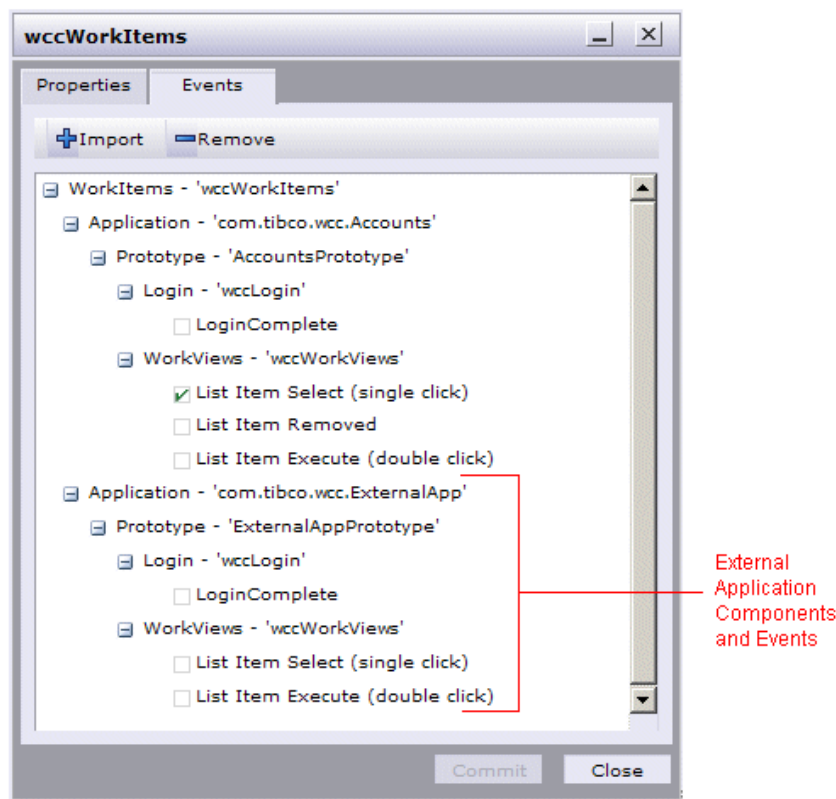 wccWorkItems
Properties Events
Import Remove
WorkItems - 'wccWorkItems'
Application - 'com.tibco.wcc.Accounts'
Prototype - 'AccountsPrototype'
Login - 'wccLogin'
LoginComplete
WorkViews - 'wccWorkViews'
List Item Select (single click)
List Item Removed
List Item Execute (double click)
Application - 'com.tibco.wcc.ExternalApp'
Prototype - 'ExternalAppPrototype'
Login - 'wccLogin'
LoginComplete
WorkViews - 'wccWorkViews'
List Item Select (single click)
List Item Execute (double click)
External
Application
Components
and Events
Commit Close